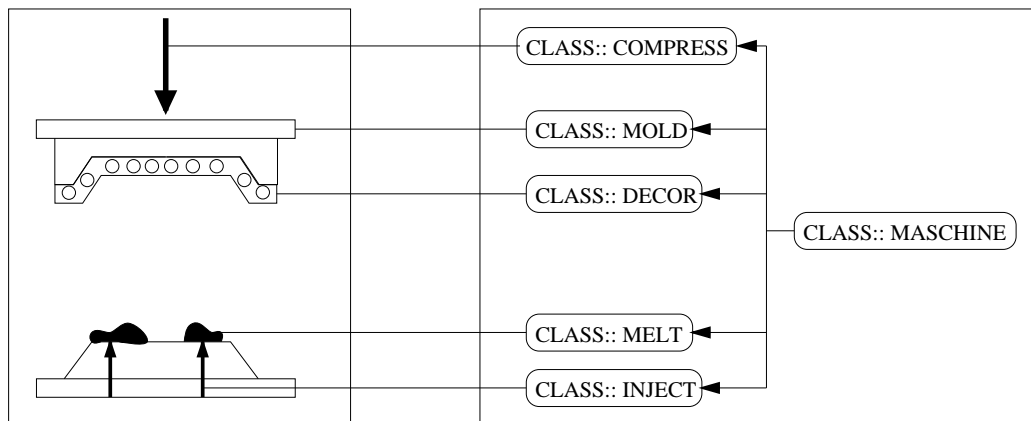 CLASS:: COMPRESS
CLASS:: MOLD
CLASS:: DECOR
CLASS:: MASCHINE
CLASS:: MELT
CLASS:: INJECT